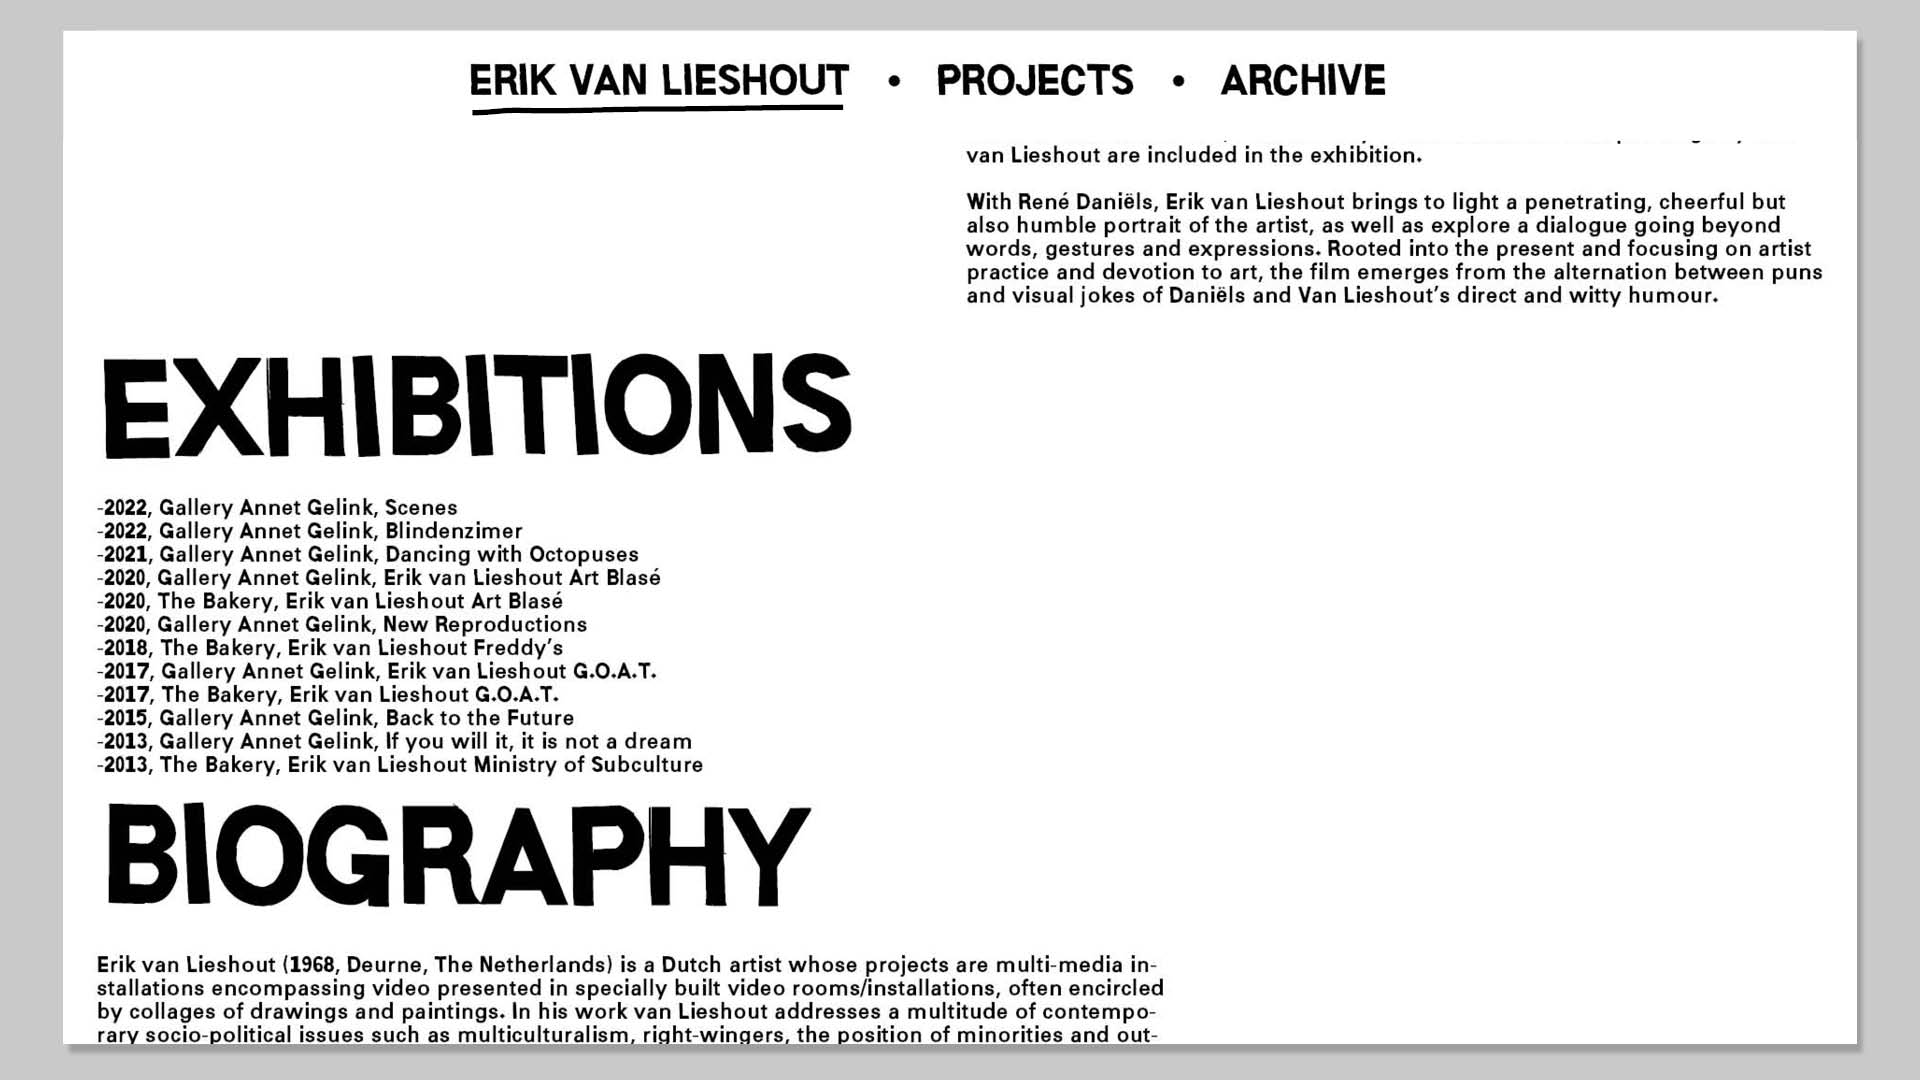 ERIK VAN LIESHOUT • PROJECTS • ARCHIVE
van Lieshout are included in the exhibition.
With René Daniëls, Erik van Lieshout brings to light a penetrating, cheerful but
also humble portrait of the artist, as well as explore a dialogue going beyond
words, gestures and expressions. Rooted into the present and focusing on artist
practice and devotion to art, the film emerges from the alternation between puns
and visual jokes of Daniëls and Van Lieshout’s direct and witty humour.
EXHIBITIONS
-2022, Gallery Annet Gelink, Scenes
-2022, Gallery Annet Gelink, Blindenzimer
-2021, Gallery Annet Gelink, Dancing with Octopuses
-2020, Gallery Annet Gelink, Erik van Lieshout Art Blasé
-2020, The Bakery, Erik van Lieshout Art Blasé
-2020, Gallery Annet Gelink, New Reproductions
-2018, The Bakery, Erik van Lieshout Freddy’s
-2017, Gallery Annet Gelink, Erik van Lieshout G.O.A.T.
-2017, The Bakery, Erik van Lieshout G.O.A.T.
-2015, Gallery Annet Gelink, Back to the Future
-2013, Gallery Annet Gelink, If you will it, it is not a dream
-2013, The Bakery, Erik van Lieshout Ministry of Subculture
BIOGRAPHY
Erik van Lieshout (1968, Deurne, The Netherlands) is a Dutch artist whose projects are multi-media in-
stallations encompassing video presented in specially built video rooms/installations, often encircled
by collages of drawings and paintings. In his work van Lieshout addresses a multitude of contempo-
rary socio-political issues such as multiculturalism, right-wingers, the position of minorities and out-